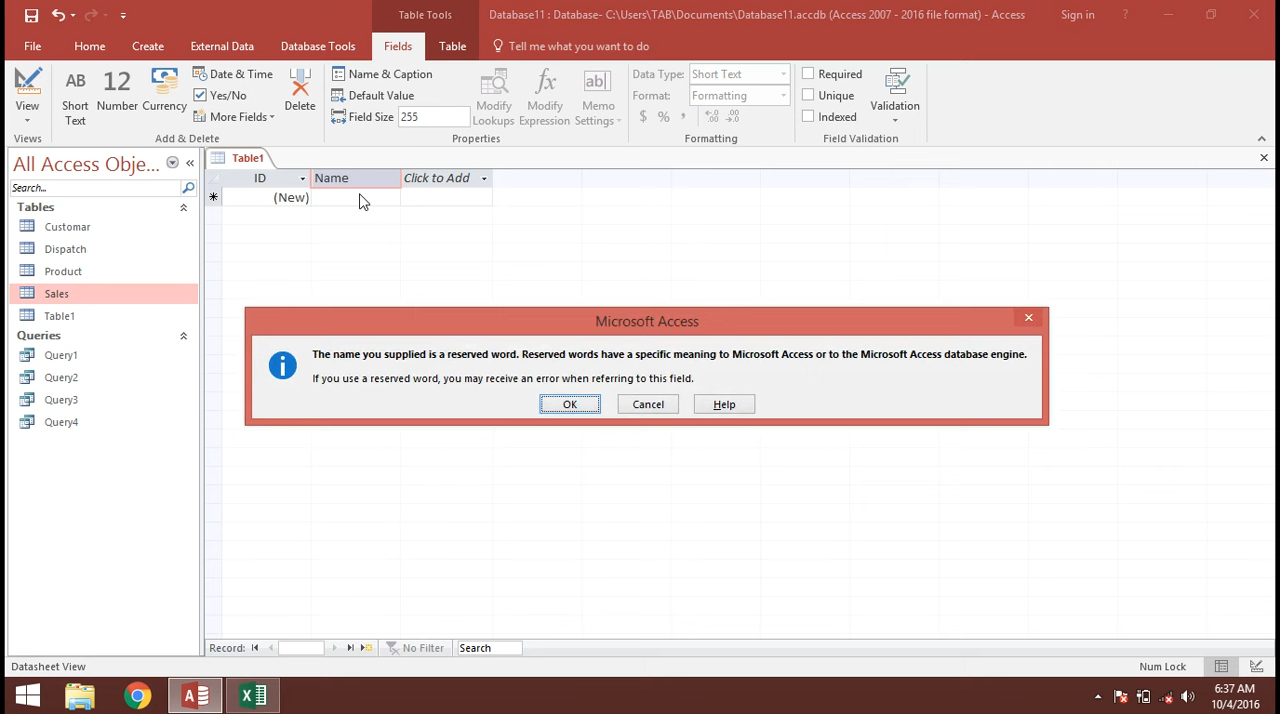 Table Tools
Database11 : Database- C:\Users\TAB\Documents\Database11.accdb (Access 2007 - 2016 file format) - Access
Sign in
?
File
Home
Create
External Data
Database Tools
Fields
Table
Tell me what you want to do
View
AB
Short
Text
12
Number
Currency
Date & Time
Yes/No
More Fields
Delete
Name & Caption
Default Value
Field Size 255
Modify
Lookups
fx
Modify
Expression
ab
Memo
Settings
Data Type: Short Text
Format: Formatting
$ % ,
Required
Unique
Indexed
Validation
Views
Add & Delete
Properties
Formatting
Field Validation
All Access Obje...
Search...
Tables
Customar
Dispatch
Product
Sales
Table1
Queries
Query1
Query2
Query3
Query4
Table1
ID
Name
Click to Add
* (New)
Microsoft Access
The name you supplied is a reserved word. Reserved words have a specific meaning to Microsoft Access or to the Microsoft Access database engine.
If you use a reserved word, you may receive an error when referring to this field.
OK
Cancel
Help
Record:
No Filter
Search
Datasheet View
Num Lock
6:37 AM
10/4/2016